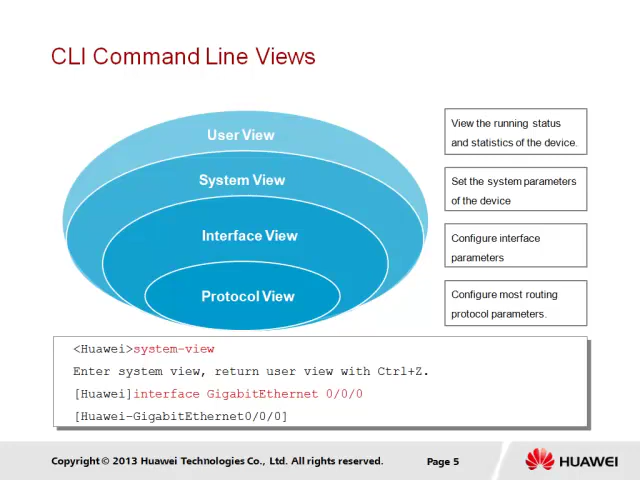 CLI Command Line Views
User View
System View
Interface View
Protocol View
View the running status
and statistics of the device.
Set the system parameters
of the device
Configure interface
parameters
Configure most routing
protocol parameters.
<Huawei>system-view
Enter system view, return user view with Ctrl+Z.
[Huawei]interface GigabitEthernet 0/0/0
[Huawei-GigabitEthernet0/0/0]
Copyright © 2013 Huawei Technologies Co., Ltd. All rights reserved.
Page 5
HUAWEI